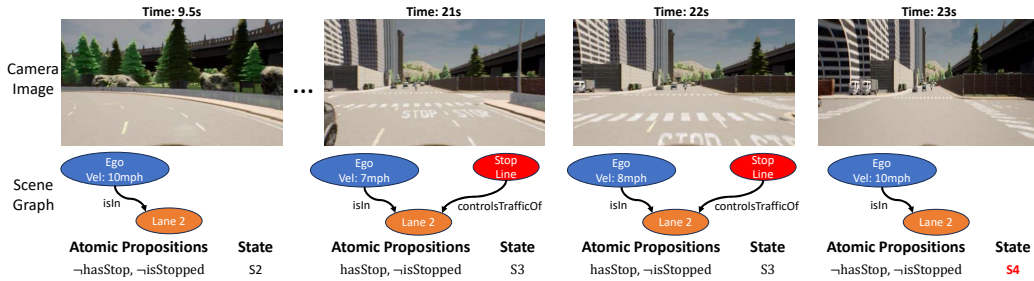 Time: 9.5s
Time: 21s
Time: 22s
Time: 23s
Camera
Image
...
STOP STOP
STOP
Scene
Graph
Ego
Vel: 10mph
isIn
Lane 2
Ego
Vel: 7mph
Stop
Line
isIn
controlsTrafficOf
Lane 2
Ego
Vel: 8mph
Stop
Line
isIn
controlsTrafficOf
Lane 2
Ego
Vel: 10mph
isIn
Lane 2
Atomic Propositions State
¬hasStop, ¬isStopped S2
Atomic Propositions State
hasStop, ¬isStopped S3
Atomic Propositions State
hasStop, ¬isStopped S3
Atomic Propositions State
¬hasStop, ¬isStopped S4